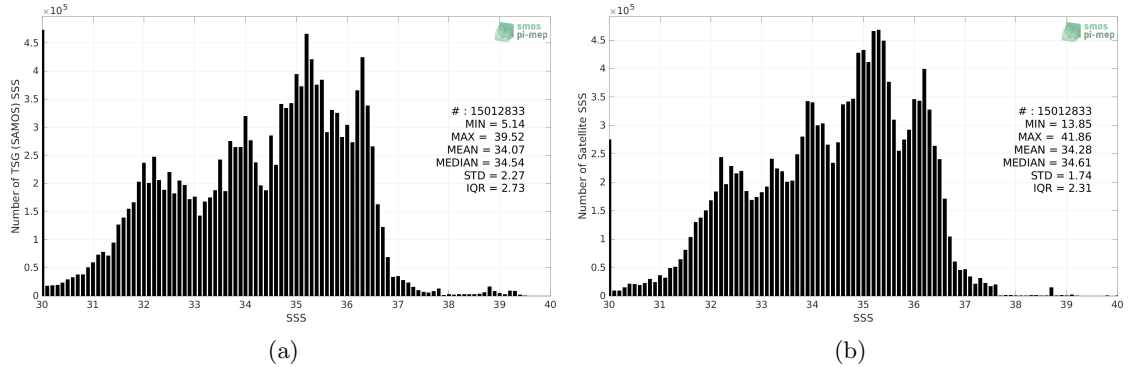 ×10⁵
4.5
4
3.5
3
2.5
2
1.5
1
0.5
0
Number of TSG (SAMOS) SSS
30 31 32 33 34 35 36 37 38 39 40
SSS
smos
pi-mep
# : 15012833
MIN = 5.14
MAX = 39.52
MEAN = 34.07
MEDIAN = 34.54
STD = 2.27
IQR = 2.73
(a)
×10⁵
4.5
4
3.5
3
2.5
2
1.5
1
0.5
0
Number of Satellite SSS
30 31 32 33 34 35 36 37 38 39 40
SSS
smos
pi-mep
# : 15012833
MIN = 13.85
MAX = 41.86
MEAN = 34.28
MEDIAN = 34.61
STD = 1.74
IQR = 2.31
(b)